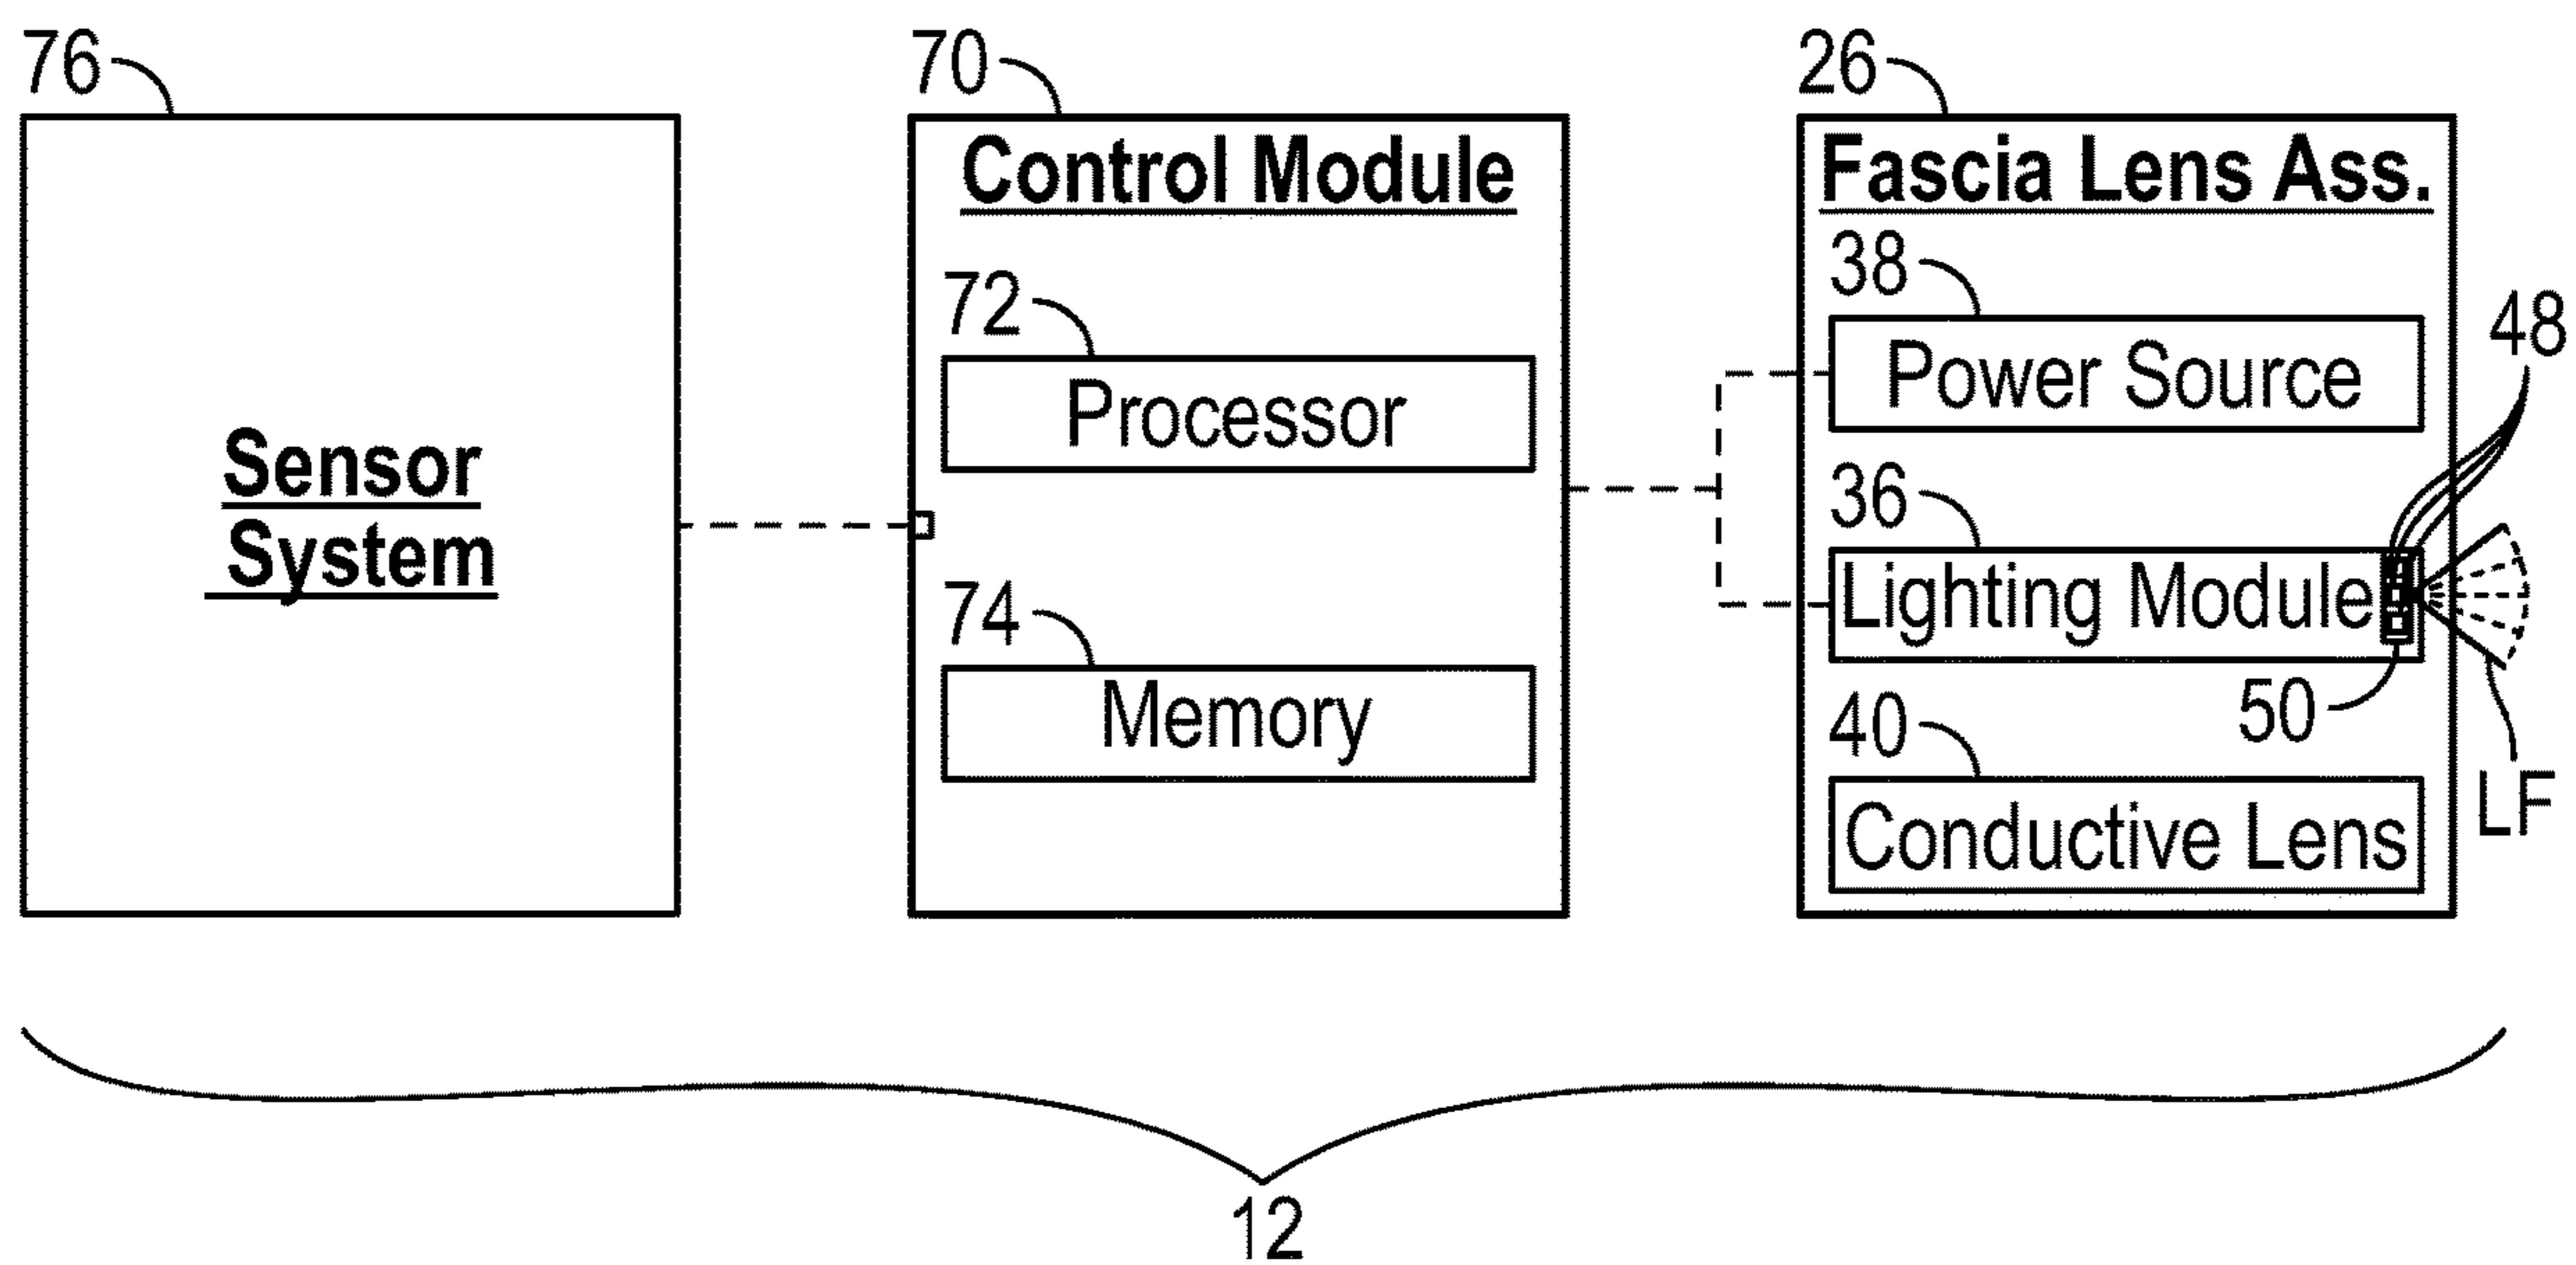 76
70
26
Sensor
System
Control Module
72
Processor
74
Memory
Fascia Lens Ass.
38
Power Source
48
36
Lighting Module
50
LF
40
Conductive Lens
12